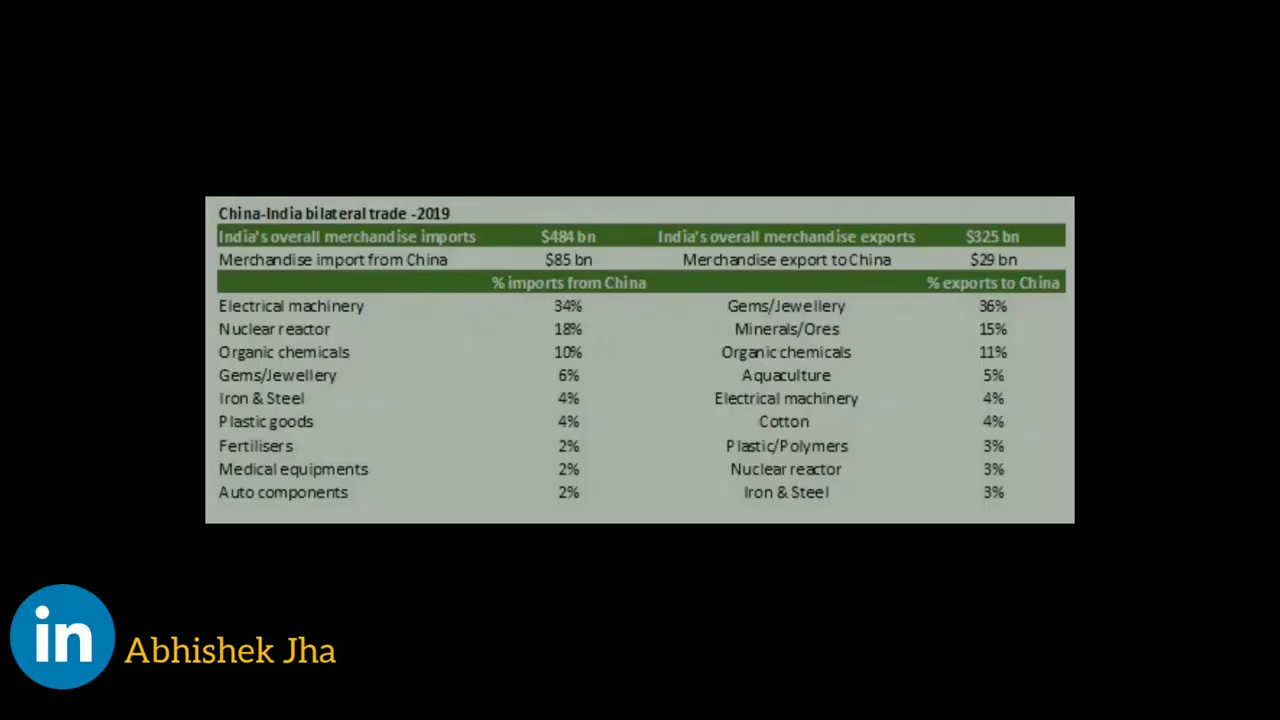 China-India bilateral trade -2019
India's overall merchandise imports $484 bn India's overall merchandise exports $325 bn
Merchandise import from China $85 bn Merchandise export to China $29 bn
% imports from China % exports to China
Electrical machinery 34% Gems/Jewellery 36%
Nuclear reactor 18% Minerals/Ores 15%
Organic chemicals 10% Organic chemicals 11%
Gems/Jewellery 6% Aquaculture 5%
Iron & Steel 4% Electrical machinery 4%
Plastic goods 4% Cotton 4%
Fertilisers 2% Plastic/Polymers 3%
Medical equipments 2% Nuclear reactor 3%
Auto components 2% Iron & Steel 3%
in
Abhishek Jha